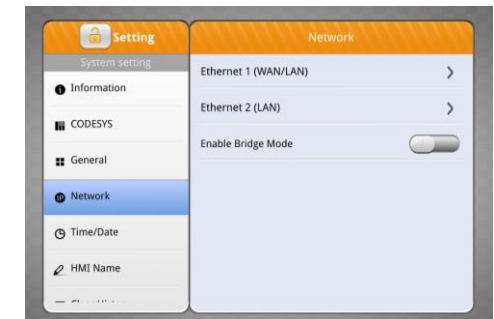 Setting
System setting
Information
CODESYS
General
Network
Time/Date
HMI Name
Network
Ethernet 1 (WAN/LAN)
Ethernet 2 (LAN)
Enable Bridge Mode